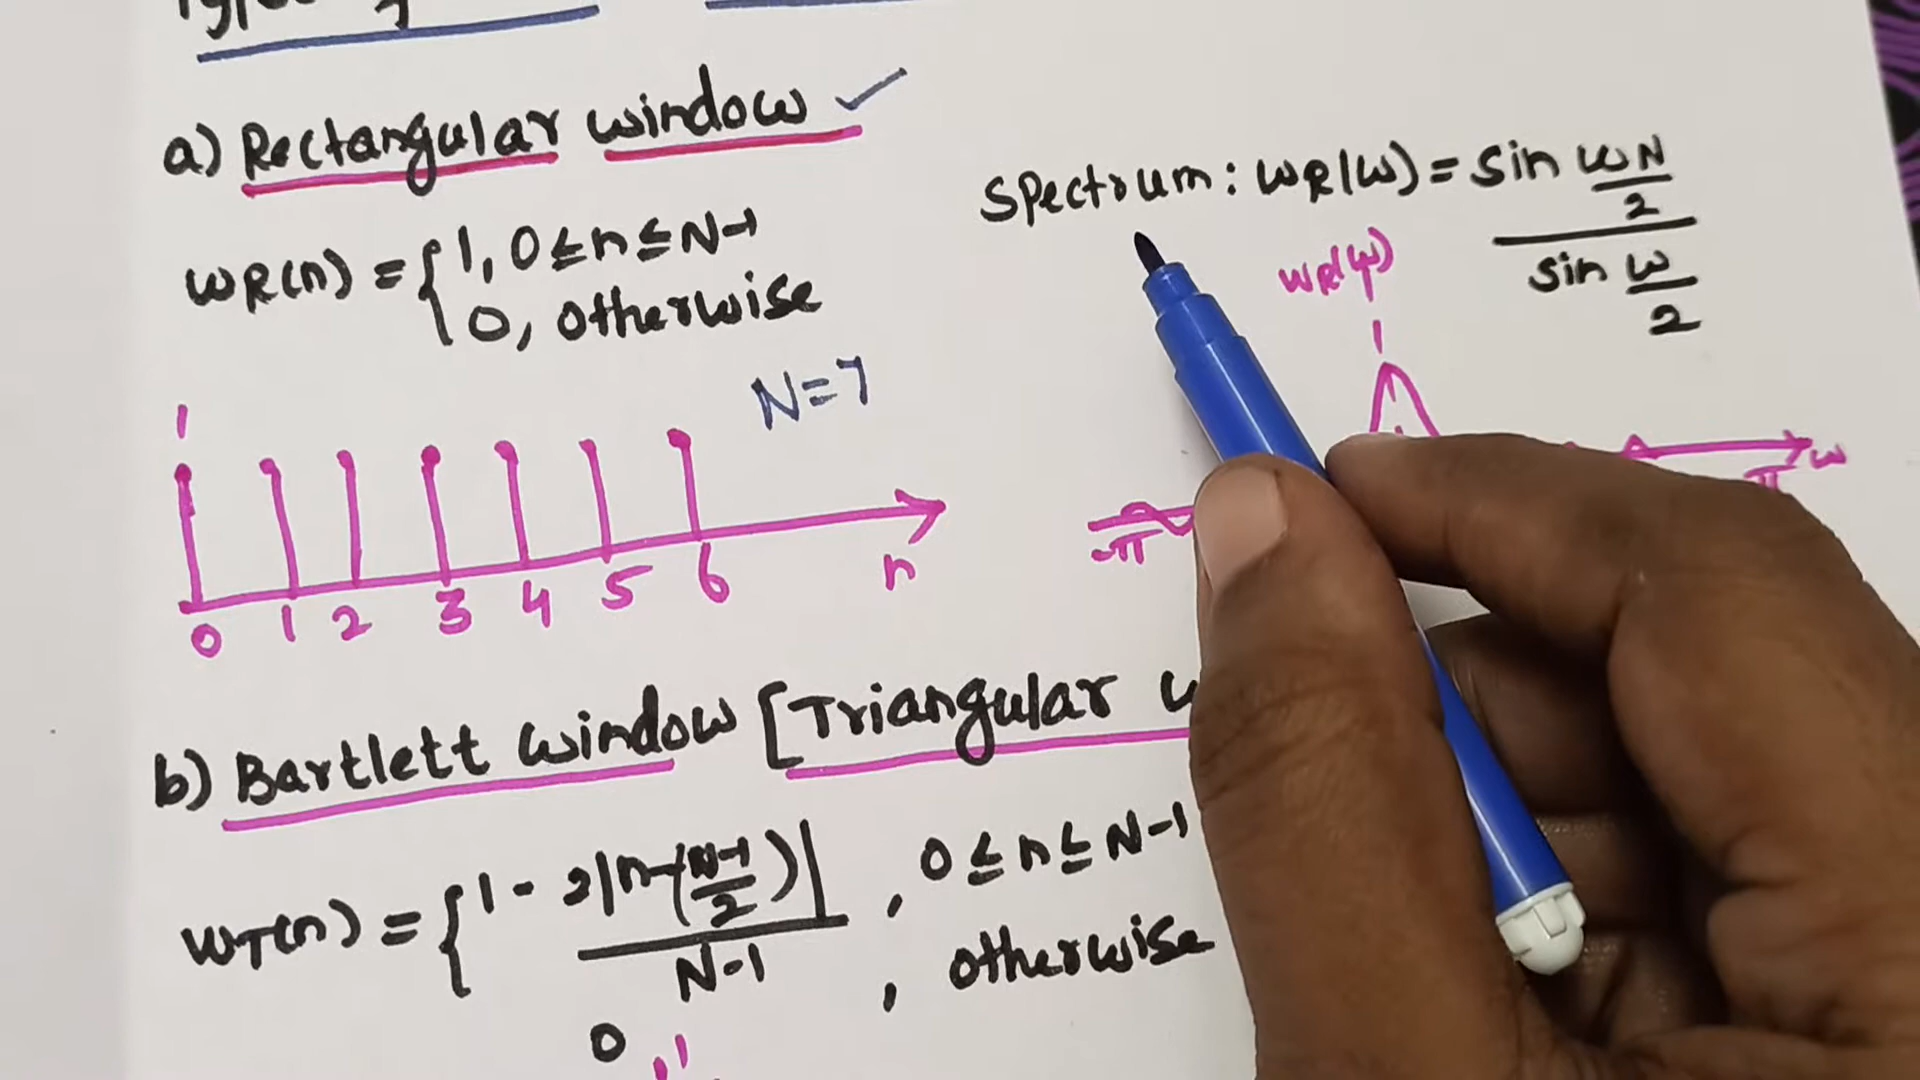 a) Rectangular window ✓
wR(n) = { 1, 0≤n≤N-1
0, otherwise
N=7
1
0 1 2 3 4 5 6 n
Spectrum: wR(ω) = sin ωN/2
sin ω/2
wR(ω)
1
-π π ω
b) Bartlett window [Triangular
wT(n) = { 1 - 2|n-(N-1/2)| / N-1 , 0≤n≤N-1
0 , otherwise
1